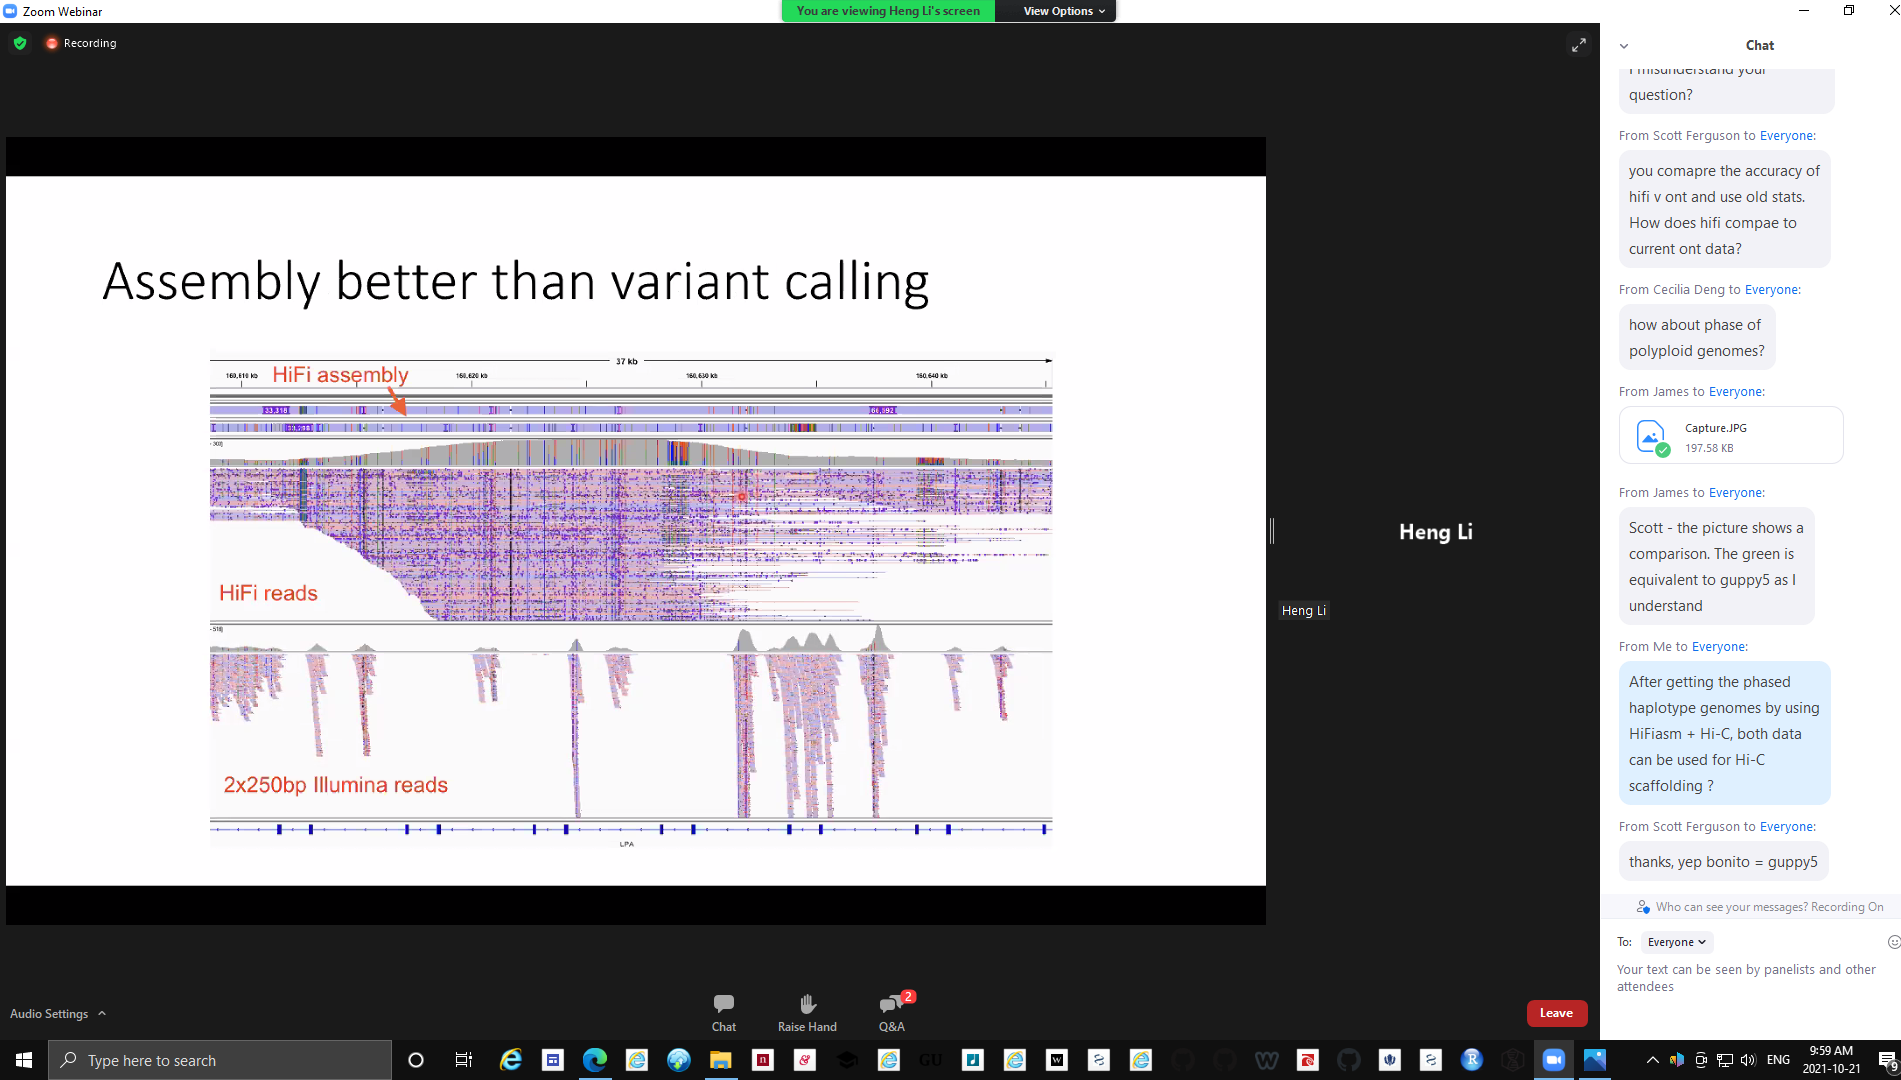 Zoom Webinar
You are viewing Heng Li's screen
View Options
Recording
Assembly better than variant calling
37 kb
160,610 kb
160,620 kb
160,630 kb
160,640 kb
HiFi assembly
33,318
HiFi reads
2x250bp Illumina reads
LPA
Heng Li
Heng Li
Chat
question?
From Scott Ferguson to Everyone:
you comapre the accuracy of
hifi v ont and use old stats.
How does hifi compae to
current ont data?
From Cecilia Deng to Everyone:
how about phase of
polyploid genomes?
From James to Everyone:
Capture.JPG
197.58 KB
From James to Everyone:
Scott - the picture shows a
comparison. The green is
equivalent to guppy5 as I
understand
From Me to Everyone:
After getting the phased
haplotype genomes by using
HiFiasm + Hi-C, both data
can be used for Hi-C
scaffolding ?
From Scott Ferguson to Everyone:
thanks, yep bonito = guppy5
Who can see your messages? Recording On
To: Everyone
Your text can be seen by panelists and other
attendees
Audio Settings
Chat
Raise Hand
2
Q&A
Leave
Type here to search
GU
W
R
ENG
9:59 AM
2021-10-21
9